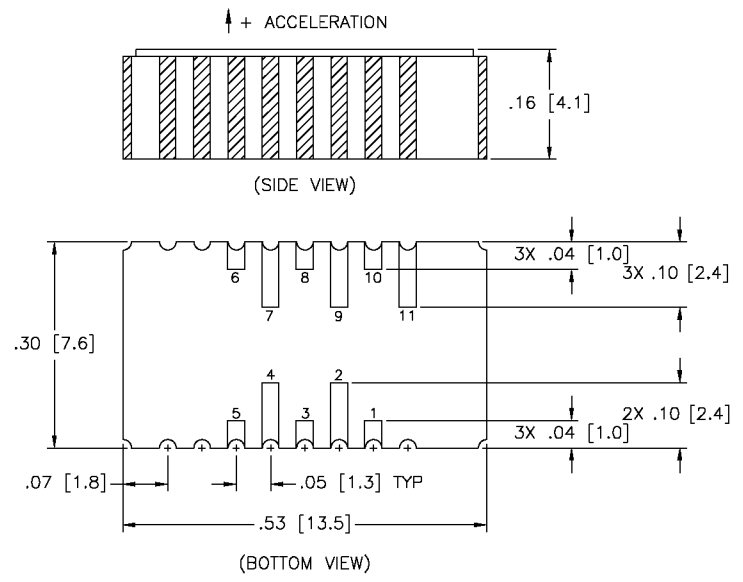 + ACCELERATION
.16 [4.1]
(SIDE VIEW)
3X .04 [1.0]
3X .10 [2.4]
6 8 10
7 9 11
.30 [7.6]
4 2
5 3 1
2X .10 [2.4]
3X .04 [1.0]
.07 [1.8]
.05 [1.3] TYP
.53 [13.5]
(BOTTOM VIEW)